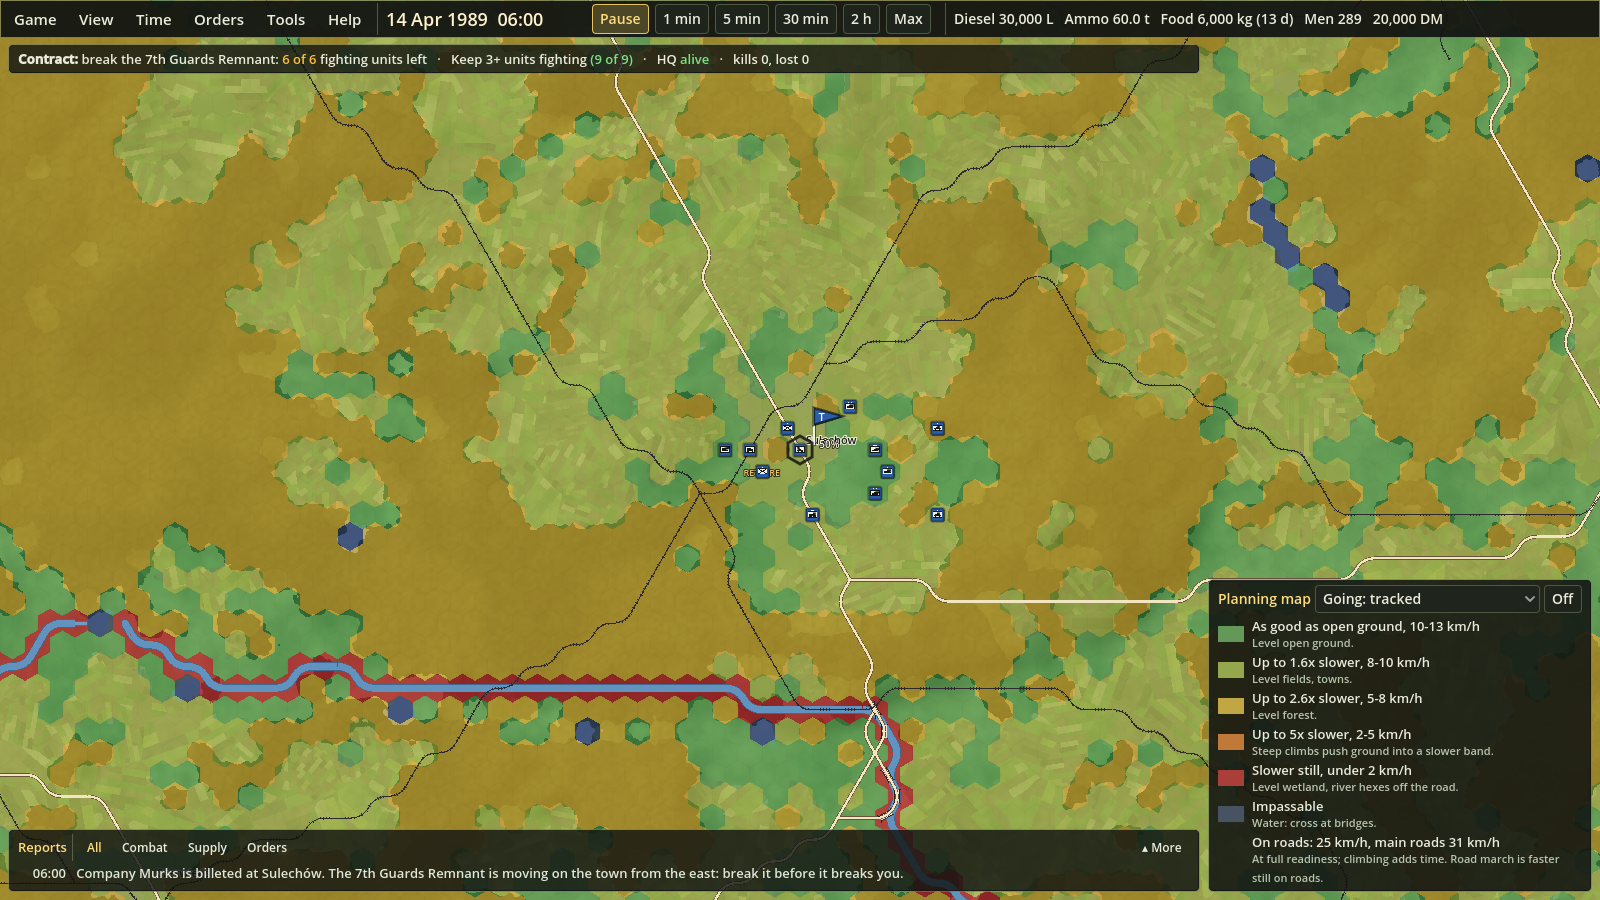 Game View Time Orders Tools Help 14 Apr 1989 06:00 Pause 1 min 5 min 30 min 2 h Max Diesel 30,000 L Ammo 60.0 t Food 6,000 kg (13 d) Men 289 20,000 DM
Contract: break the 7th Guards Remnant: 6 of 6 fighting units left · Keep 3+ units fighting (9 of 9) · HQ alive · kills 0, lost 0
T
Sulechów
50%
RE RE
Planning map Going: tracked Off
As good as open ground, 10-13 km/h
Level open ground.
Up to 1.6x slower, 8-10 km/h
Level fields, towns.
Up to 2.6x slower, 5-8 km/h
Level forest.
Up to 5x slower, 2-5 km/h
Steep climbs push ground into a slower band.
Slower still, under 2 km/h
Level wetland, river hexes off the road.
Impassable
Water: cross at bridges.
On roads: 25 km/h, main roads 31 km/h
At full readiness; climbing adds time. Road march is faster
still on roads.
Reports All Combat Supply Orders ▴ More
06:00 Company Murks is billeted at Sulechów. The 7th Guards Remnant is moving on the town from the east: break it before it breaks you.